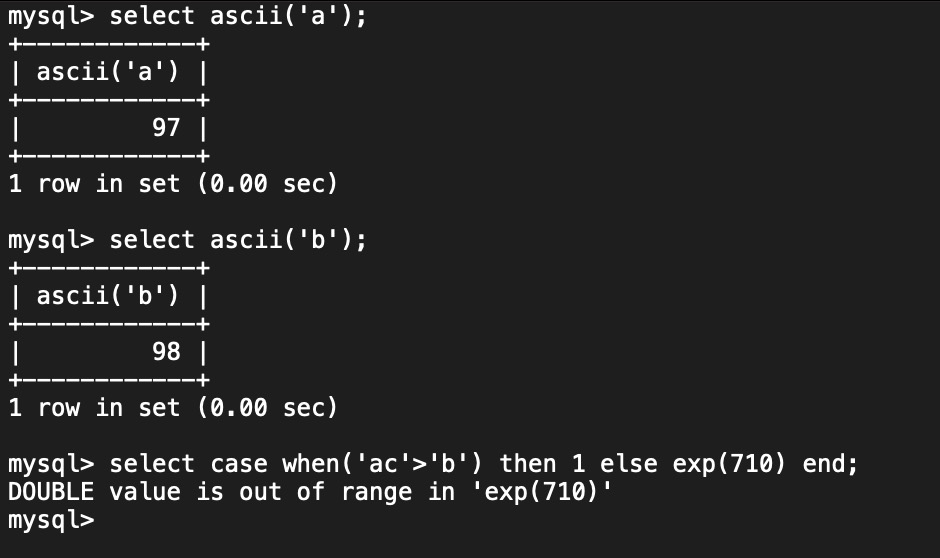 mysql> select ascii('a');
+------------+
| ascii('a') |
+------------+
|         97 |
+------------+
1 row in set (0.00 sec)

mysql> select ascii('b');
+------------+
| ascii('b') |
+------------+
|         98 |
+------------+
1 row in set (0.00 sec)

mysql> select case when('ac'>'b') then 1 else exp(710) end;
DOUBLE value is out of range in 'exp(710)'
mysql>